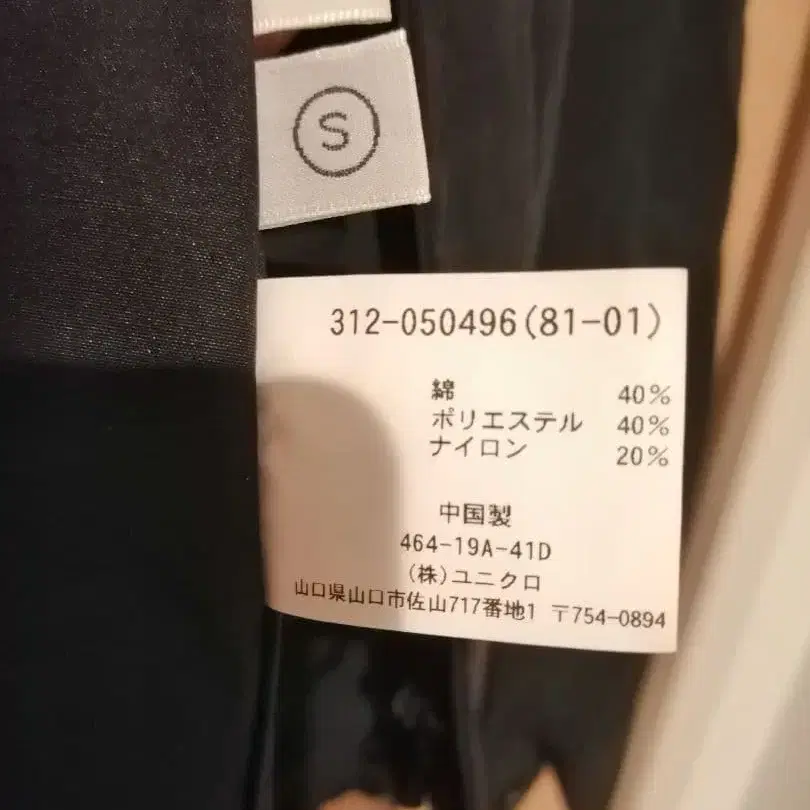 S
312-050496(81-01)
綿 40%
ポリエステル 40%
ナイロン 20%
中国製
464-19A-41D
(株)ユニクロ
山口県山口市佐山717番地1 〒754-0894